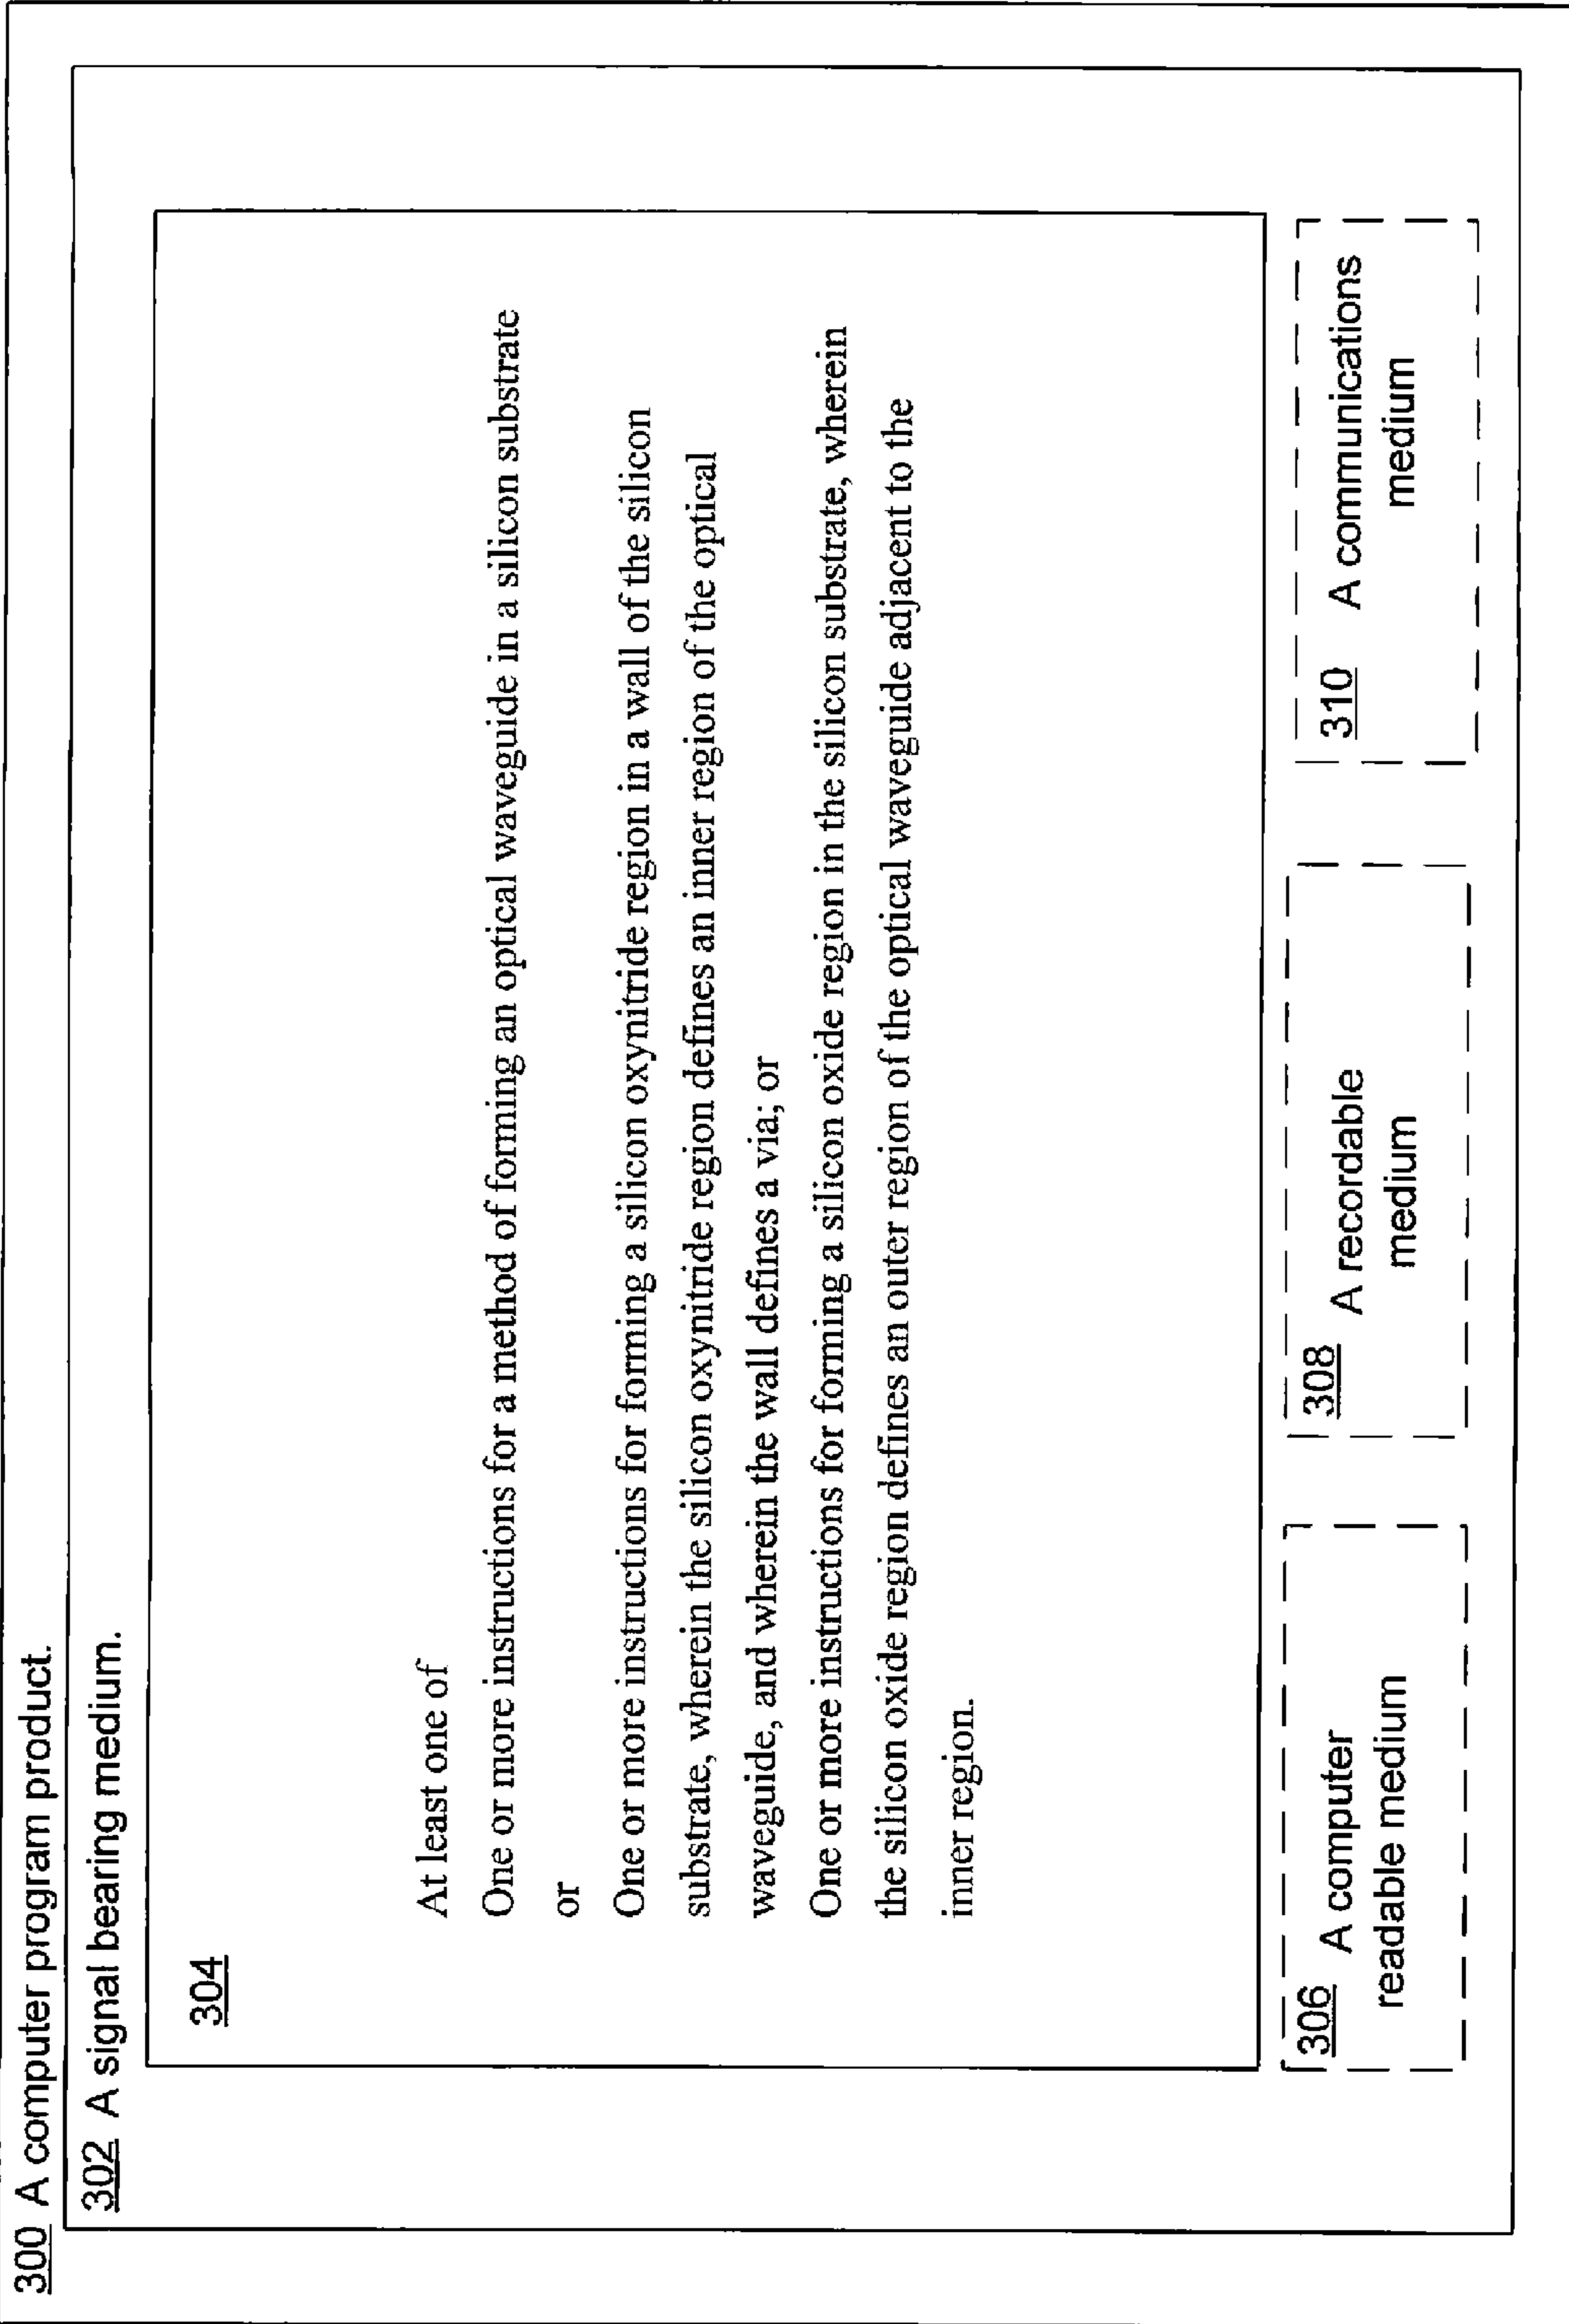 300 A computer program product.
302 A signal bearing medium.
304
At least one of
One or more instructions for a method of forming an optical waveguide in a silicon substrate
or
One or more instructions for forming a silicon oxynitride region in a wall of the silicon
substrate, wherein the silicon oxynitride region defines an inner region of the optical
waveguide, and wherein the wall defines a via; or
One or more instructions for forming a silicon oxide region in the silicon substrate, wherein
the silicon oxide region defines an outer region of the optical waveguide adjacent to the
inner region.
306 A computer
readable medium
308 A recordable
medium
310 A communications
medium